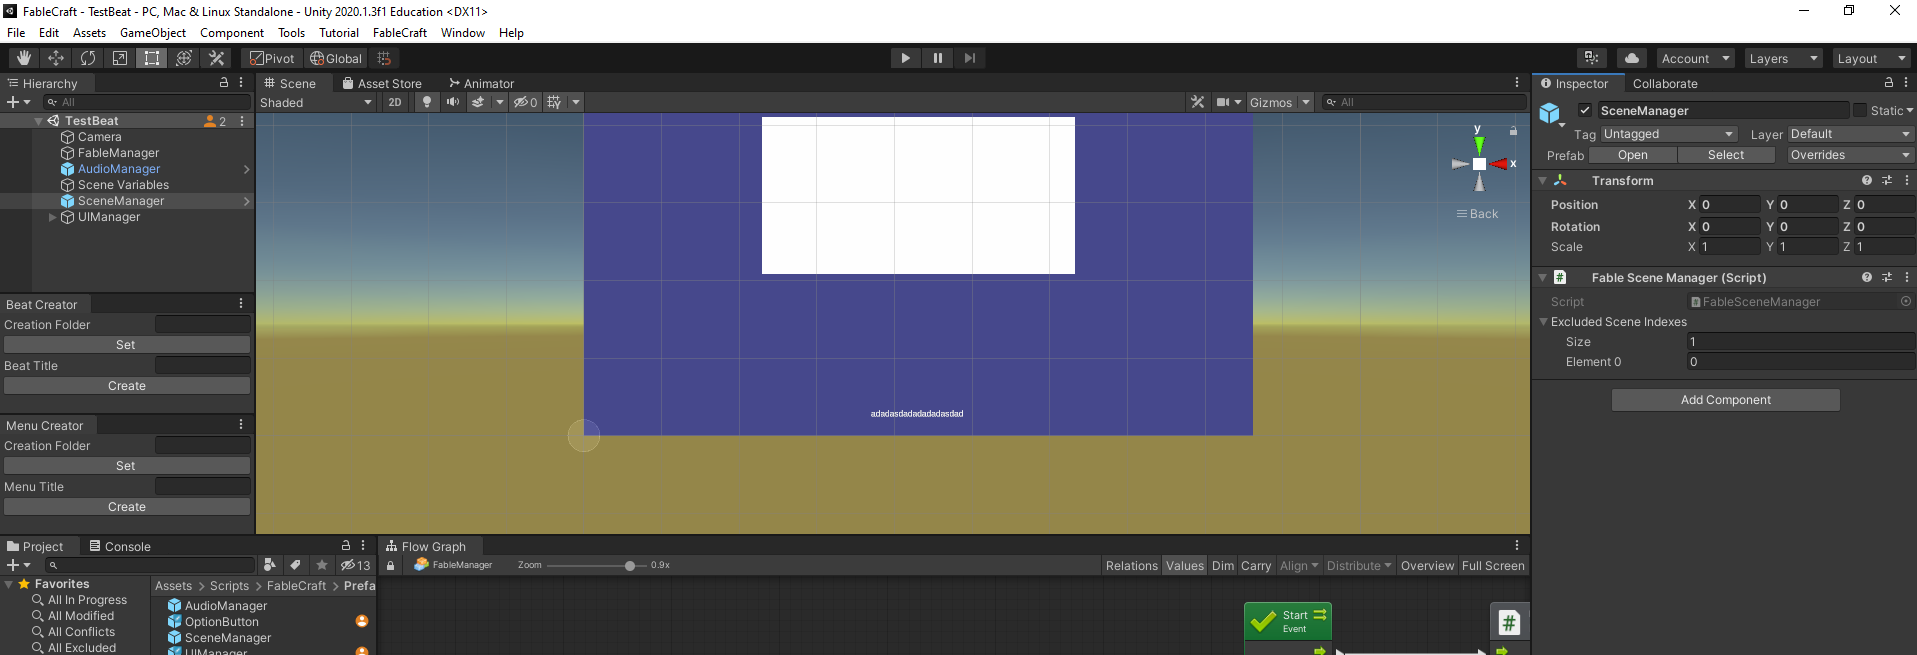 FableCraft - TestBeat - PC, Mac & Linux Standalone - Unity 2020.1.3f1 Education <DX11>
File Edit Assets GameObject Component Tools Tutorial FableCraft Window Help
Pivot Global Account Layers Layout
Hierarchy
All
TestBeat 2
Camera
FableManager
AudioManager
Scene Variables
SceneManager
UIManager
Beat Creator
Creation Folder
Set
Beat Title
Create
Menu Creator
Creation Folder
Set
Menu Title
Create
Scene Asset Store Animator
Shaded 2D 0 Gizmos All
y
x
Back
adadasdadadadadasdad
Inspector Collaborate
SceneManager Static
Tag Untagged Layer Default
Prefab Open Select Overrides
Transform
Position X 0 Y 0 Z 0
Rotation X 0 Y 0 Z 0
Scale X 1 Y 1 Z 1
Fable Scene Manager (Script)
Script FableSceneManager
Excluded Scene Indexes
Size 1
Element 0 0
Add Component
Project Console
13
Favorites
All In Progress
All Modified
All Conflicts
All Excluded
Assets > Scripts > FableCraft > Prefa
AudioManager
OptionButton
SceneManager
UIManager
Flow Graph
FableManager Zoom 0.9x Relations Values Dim Carry Align Distribute Overview Full Screen
Start
Event